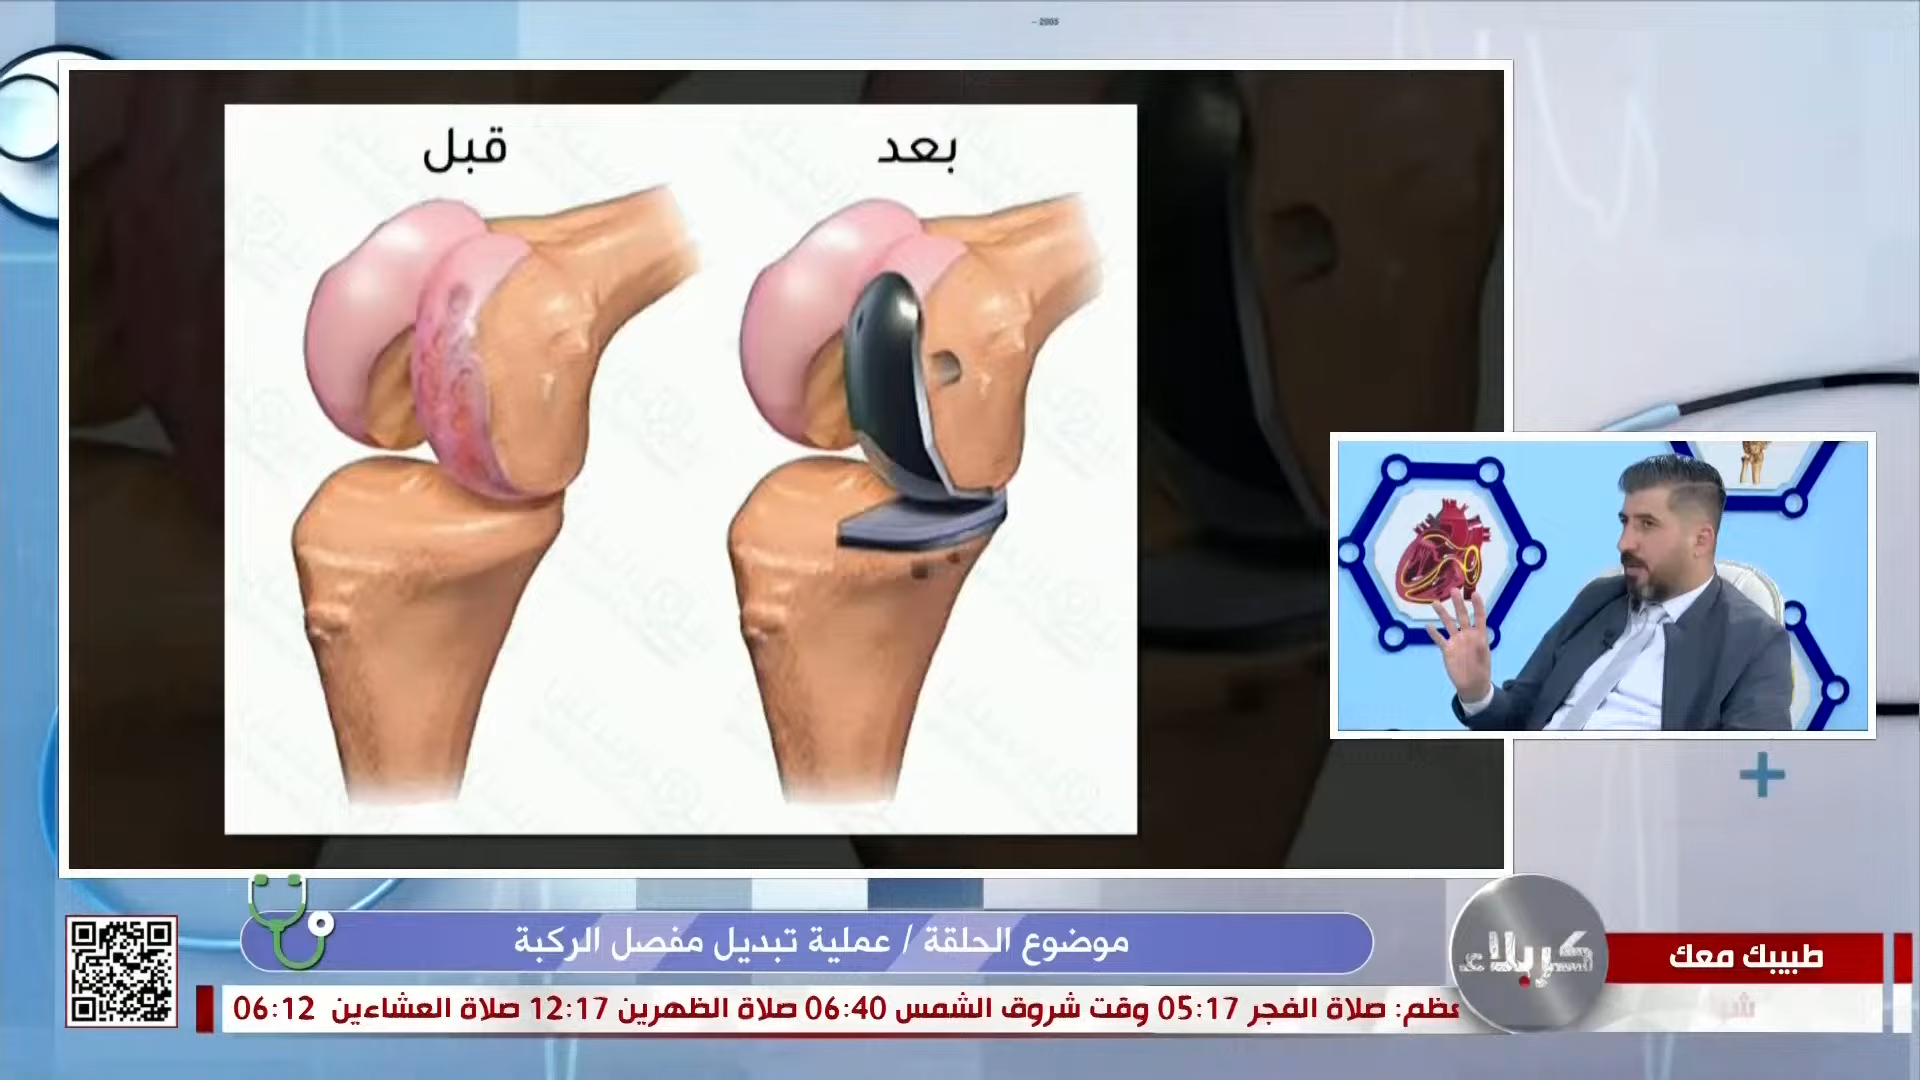 - 2005
قبل
بعد
موضوع الحلقة / عملية تبديل مفصل الركبة
كربلاء
طبيبك معك
صلاة الفجر 05:17 وقت شروق الشمس 06:40 صلاة الظهرين 12:17 صلاة العشاءين 06:12